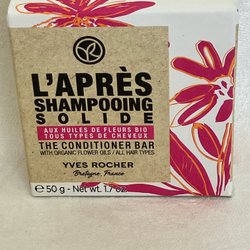 L'APRÈS
SHAMPOOING
SOLIDE
AUX HUILES DE FLEURS BIO
TOUS TYPES DE CHEVEUX
THE CONDITIONER BAR
WITH ORGANIC FLOWER OILS / ALL HAIR TYPES
YVES ROCHER
Bretagne, France
℮ 50 g - Net wt. 1.7 oz.